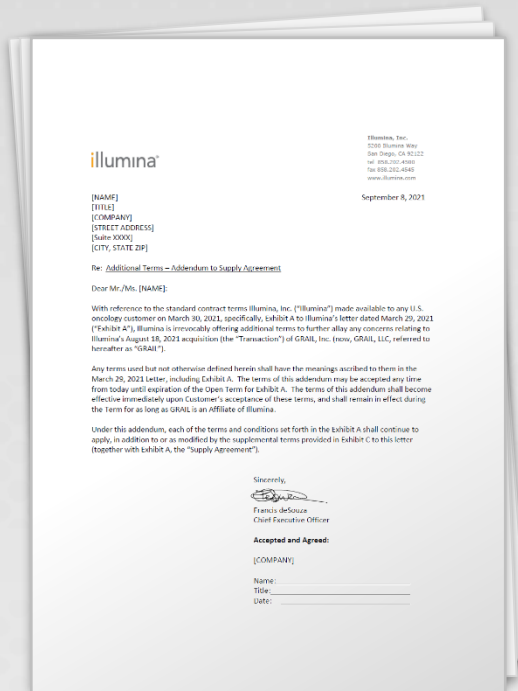 illumina®
Illumina, Inc.
5200 Illumina Way
San Diego, CA 92122
tel 858.202.4500
fax 858.202.4545
www.illumina.com
[NAME]
[TITLE]
[COMPANY]
[STREET ADDRESS]
[Suite XXXX]
[CITY, STATE ZIP]
September 8, 2021
Re: Additional Terms – Addendum to Supply Agreement
Dear Mr./Ms. [NAME]:
With reference to the standard contract terms Illumina, Inc. ("Illumina") made available to any U.S.
oncology customer on March 30, 2021, specifically, Exhibit A to Illumina's letter dated March 29, 2021
("Exhibit A"), Illumina is irrevocably offering additional terms to further allay any concerns relating to
Illumina's August 18, 2021 acquisition (the "Transaction") of GRAIL, Inc. (now, GRAIL, LLC, referred to
hereafter as "GRAIL").
Any terms used but not otherwise defined herein shall have the meanings ascribed to them in the
March 29, 2021 Letter, including Exhibit A. The terms of this addendum may be accepted any time
from today until expiration of the Open Term for Exhibit A. The terms of this addendum shall become
effective immediately upon Customer's acceptance of these terms, and shall remain in effect during
the Term for as long as GRAIL is an Affiliate of Illumina.
Under this addendum, each of the terms and conditions set forth in the Exhibit A shall continue to
apply, in addition to or as modified by the supplemental terms provided in Exhibit C to this letter
(together with Exhibit A, the "Supply Agreement").
Sincerely,
Francis deSouza
Chief Executive Officer
Accepted and Agreed:
[COMPANY]
Name:
Title:
Date: